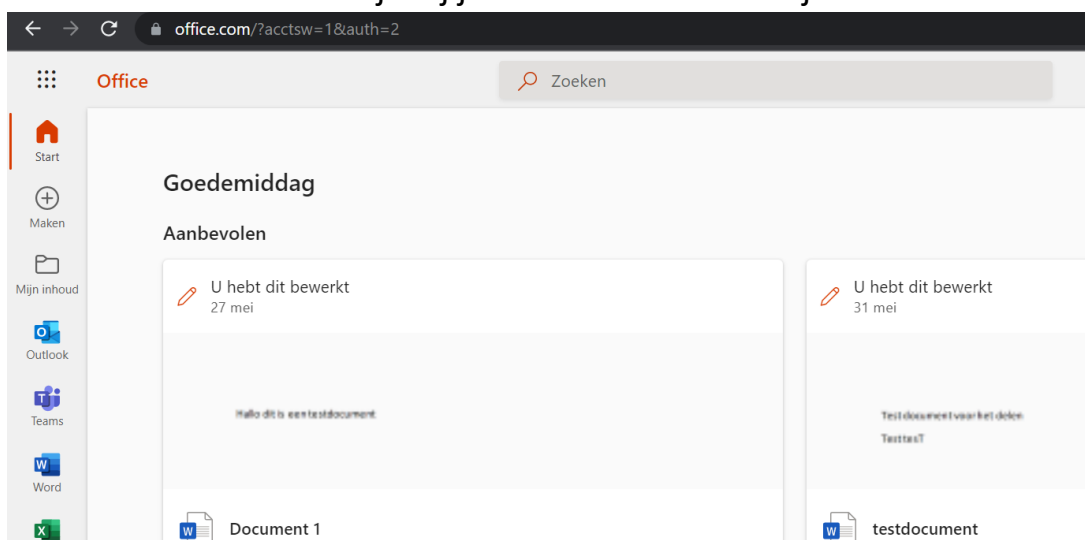 office.com/?acctsw=1&auth=2
Office
Zoeken
Start
Maken
Mijn inhoud
Outlook
Teams
Word
Goedemiddag
Aanbevolen
U hebt dit bewerkt
27 mei
Hallo dit is een testdocument
Document 1
U hebt dit bewerkt
31 mei
Testdocument voor het delen
TesttesT
testdocument